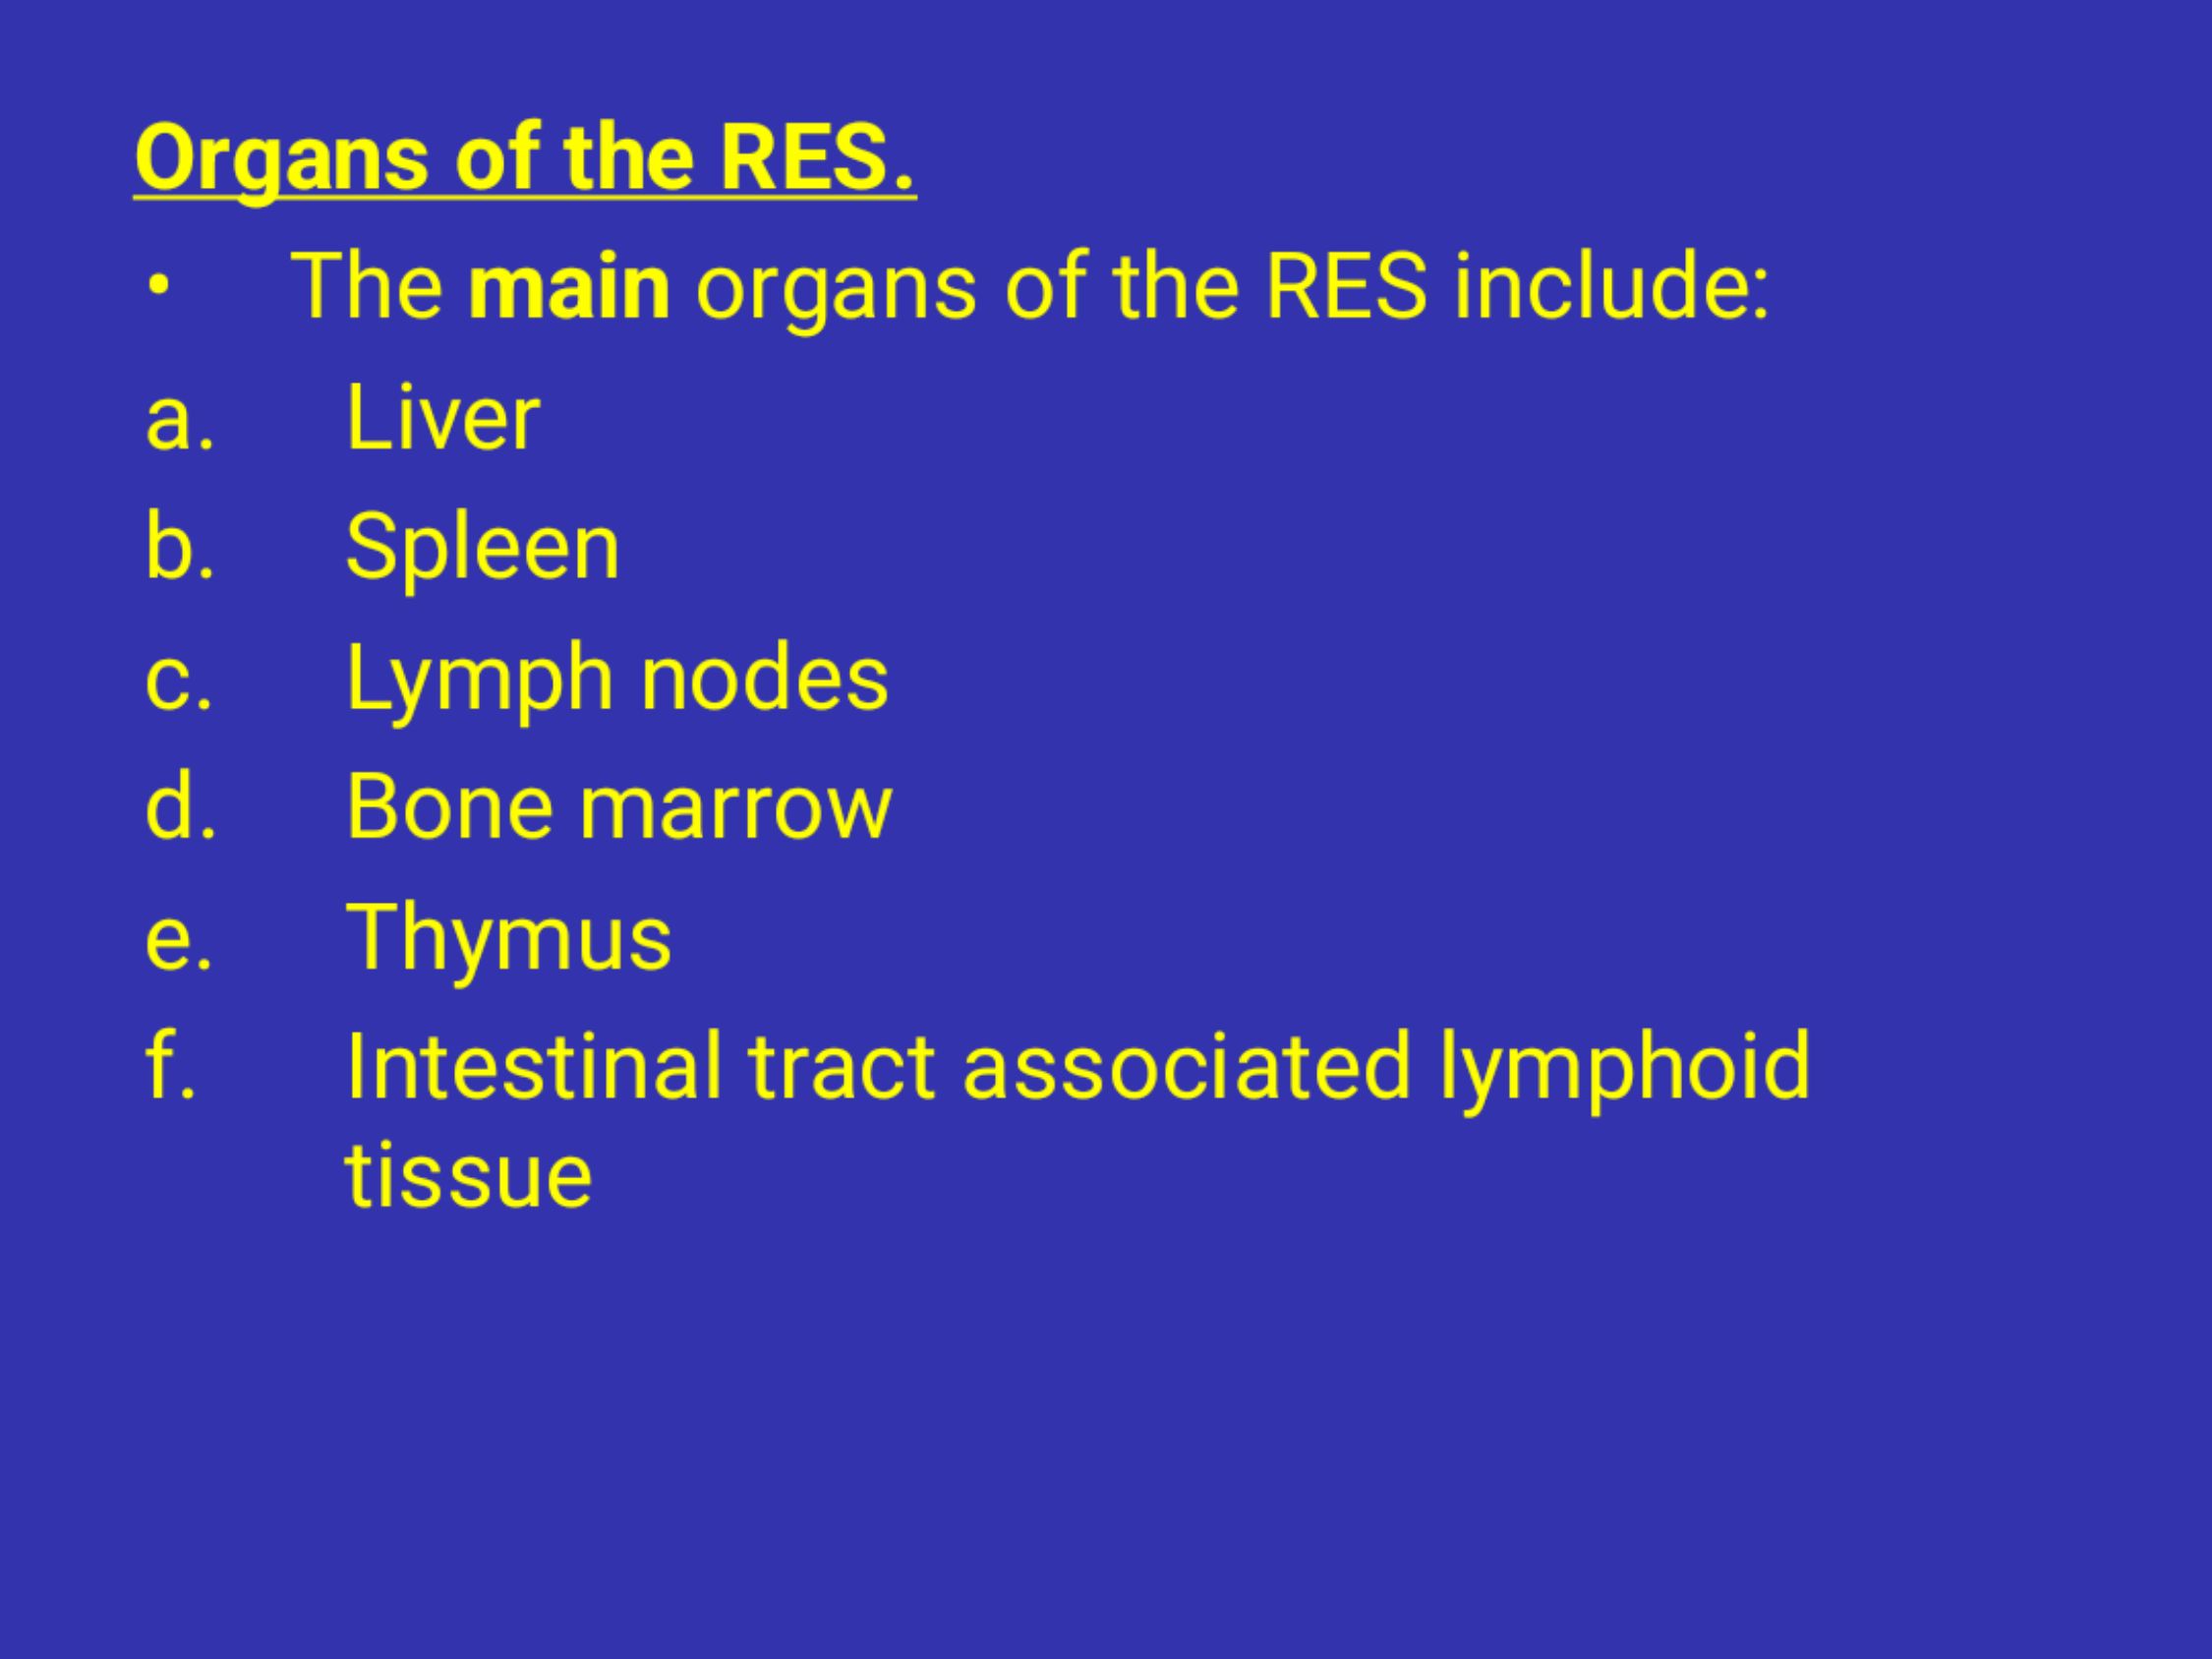 Organs of the RES.
• The main organs of the RES include:
a. Liver
b. Spleen
c. Lymph nodes
d. Bone marrow
e. Thymus
f. Intestinal tract associated lymphoid
tissue